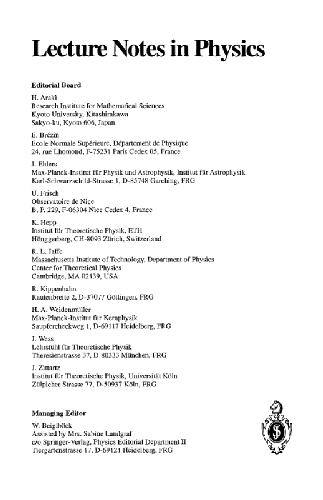 Lecture Notes in Physics
Editorial Board
H. Araki
Research Institute for Mathematical Sciences
Kyoto University, Kitashirakawa
Sakyo-ku, Kyoto 606, Japan
E. Brézin
Ecole Normale Supérieure, Département de Physique
24, rue Lhomond, F-75231 Paris Cedex 05, France
J. Ehlers
Max-Planck-Institut für Physik und Astrophysik, Institut für Astrophysik
Karl-Schwarzschild-Strasse 1, D-85748 Garching, FRG
U. Frisch
Observatoire de Nice
B. P. 229, F-06304 Nice Cedex 4, France
K. Hepp
Institut für Theoretische Physik, ETH
Hönggerberg, CH-8093 Zürich, Switzerland
R. L. Jaffe
Massachusetts Institute of Technology, Department of Physics
Center for Theoretical Physics
Cambridge, MA 02139, USA
R. Kippenhahn
Rautenbreite 2, D-37077 Göttingen, FRG
H. A. Weidenmüller
Max-Planck-Institut für Kernphysik
Saupfercheckweg 1, D-69117 Heidelberg, FRG
J. Wess
Lehrstuhl für Theoretische Physik
Theresienstrasse 37, D-80333 München, FRG
J. Zittartz
Institut für Theoretische Physik, Universität Köln
Zülpicher Strasse 77, D-50937 Köln, FRG
Managing Editor
W. Beiglböck
Assisted by Mrs. Sabine Landgraf
c/o Springer-Verlag, Physics Editorial Department II
Tiergartenstrasse 17, D-69121 Heidelberg, FRG